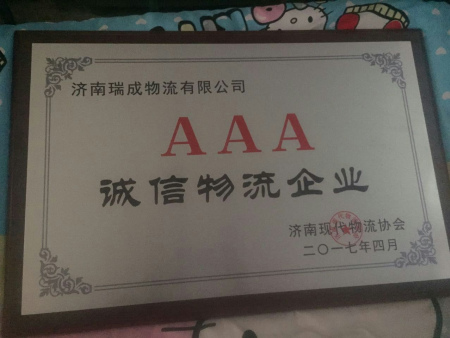 济南瑞成物流有限公司
AAA
诚信物流企业
济南现代物流协会
二〇一七年四月